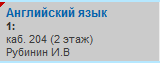 Английский язык
1:
каб. 204 (2 этаж)
Рубинин И.В